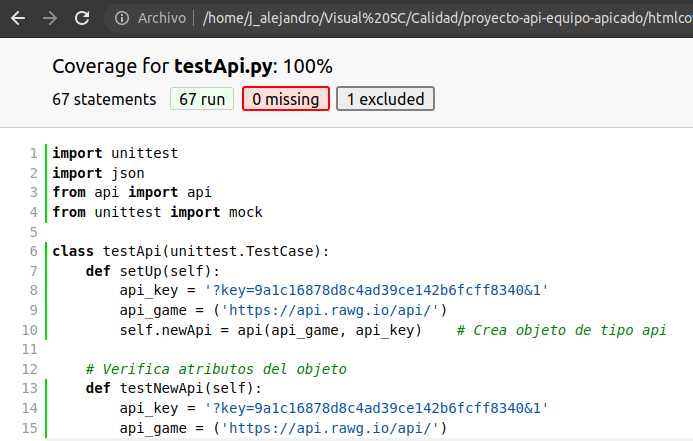 Archivo | /home/j_alejandro/Visual%20SC/Calidad/proyecto-api-equipo-apicado/htmlco
Coverage for testApi.py: 100%
67 statements 67 run 0 missing 1 excluded
1 import unittest
2 import json
3 from api import api
4 from unittest import mock
5
6 class testApi(unittest.TestCase):
7     def setUp(self):
8         api_key = '?key=9a1c16878d8c4ad39ce142b6fcff8340&1'
9         api_game = ('https://api.rawg.io/api/')
10         self.newApi = api(api_game, api_key)    # Crea objeto de tipo api
11
12     # Verifica atributos del objeto
13     def testNewApi(self):
14         api_key = '?key=9a1c16878d8c4ad39ce142b6fcff8340&1'
15         api_game = ('https://api.rawg.io/api/')